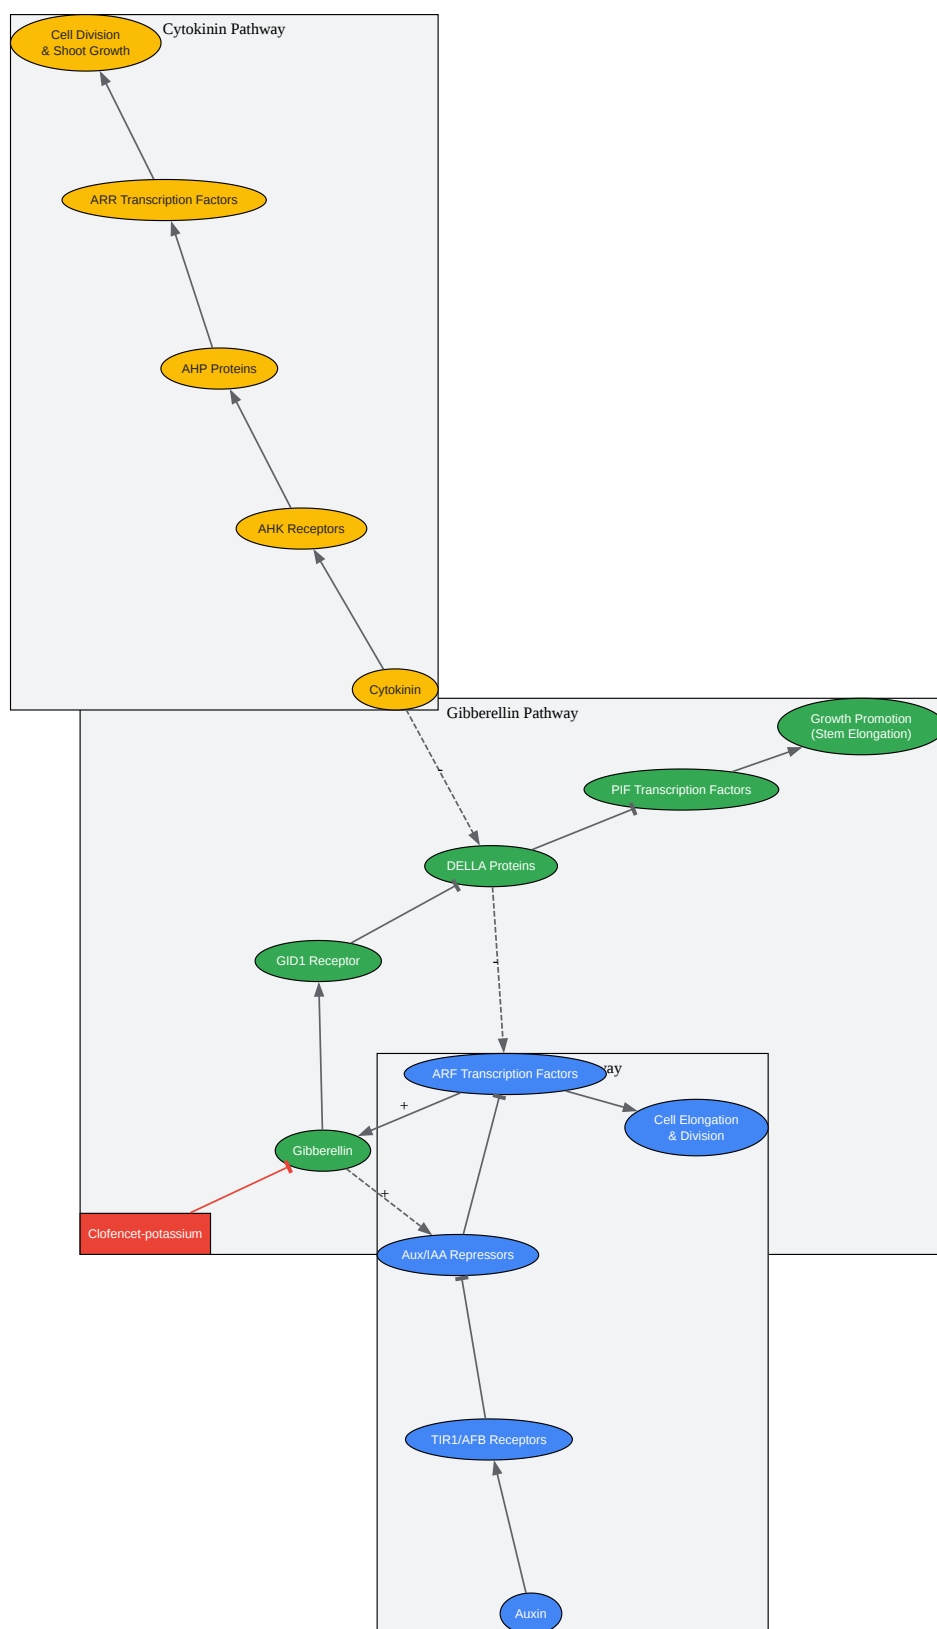 Cytokinin Pathway
Cell Division
& Shoot Growth
ARR Transcription Factors
AHP Proteins
AHK Receptors
Cytokinin
Gibberellin Pathway
Growth Promotion
(Stem Elongation)
PIF Transcription Factors
-
DELLA Proteins
GID1 Receptor
-
ARF Transcription Factors
+
Cell Elongation
& Division
Gibberellin
+
Clofencet-potassium
Aux/IAA Repressors
TIR1/AFB Receptors
Auxin